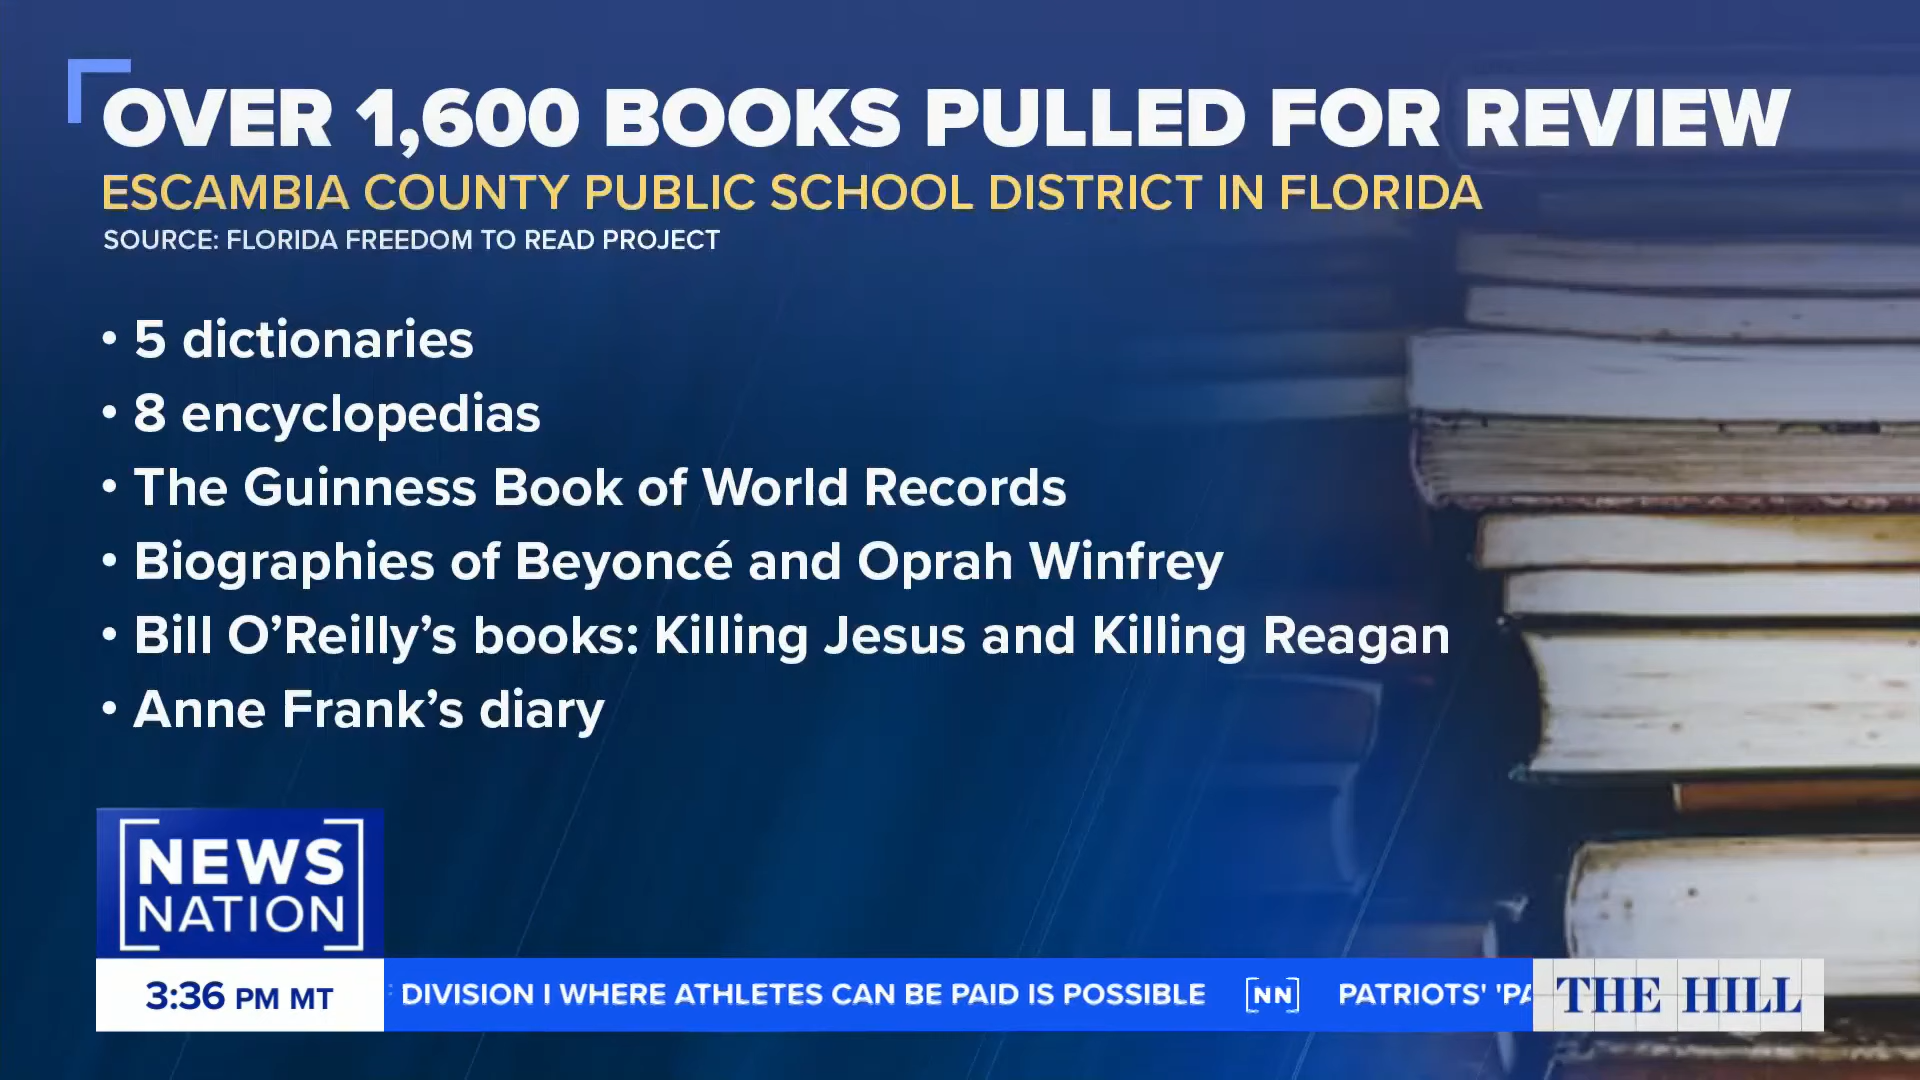 OVER 1,600 BOOKS PULLED FOR REVIEW
ESCAMBIA COUNTY PUBLIC SCHOOL DISTRICT IN FLORIDA
SOURCE: FLORIDA FREEDOM TO READ PROJECT
• 5 dictionaries
• 8 encyclopedias
• The Guinness Book of World Records
• Biographies of Beyoncé and Oprah Winfrey
• Bill O’Reilly’s books: Killing Jesus and Killing Reagan
• Anne Frank’s diary
NEWS
NATION
3:36 PM MT
DIVISION I WHERE ATHLETES CAN BE PAID IS POSSIBLE [NN] PATRIOTS' 'PA
THE HILL